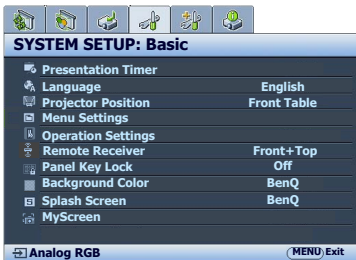 SYSTEM SETUP: Basic
Presentation Timer
Language English
Projector Position Front Table
Menu Settings
Operation Settings
Remote Receiver Front+Top
Panel Key Lock Off
Background Color BenQ
Splash Screen BenQ
MyScreen
Analog RGB MENU Exit